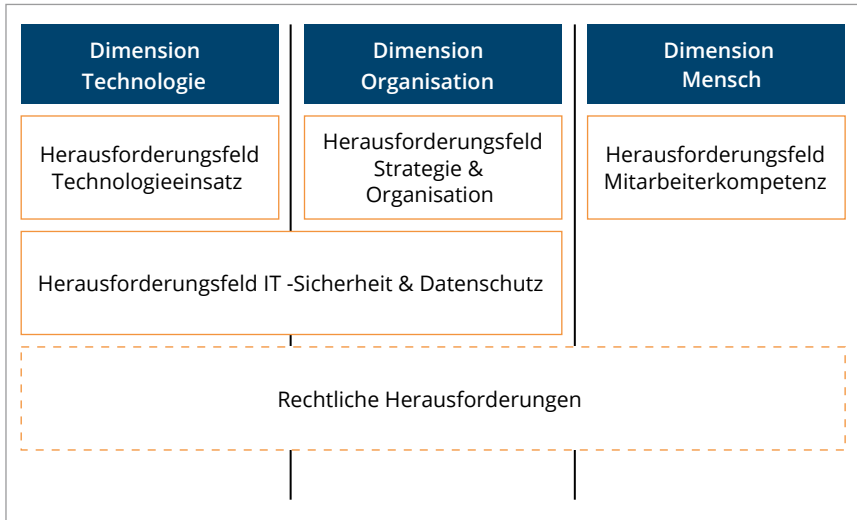 Dimension
Technologie
Dimension
Organisation
Dimension
Mensch
Herausforderungsfeld
Technologieeinsatz
Herausforderungsfeld
Strategie &
Organisation
Herausforderungsfeld
Mitarbeiterkompetenz
Herausforderungsfeld IT -Sicherheit & Datenschutz
Rechtliche Herausforderungen